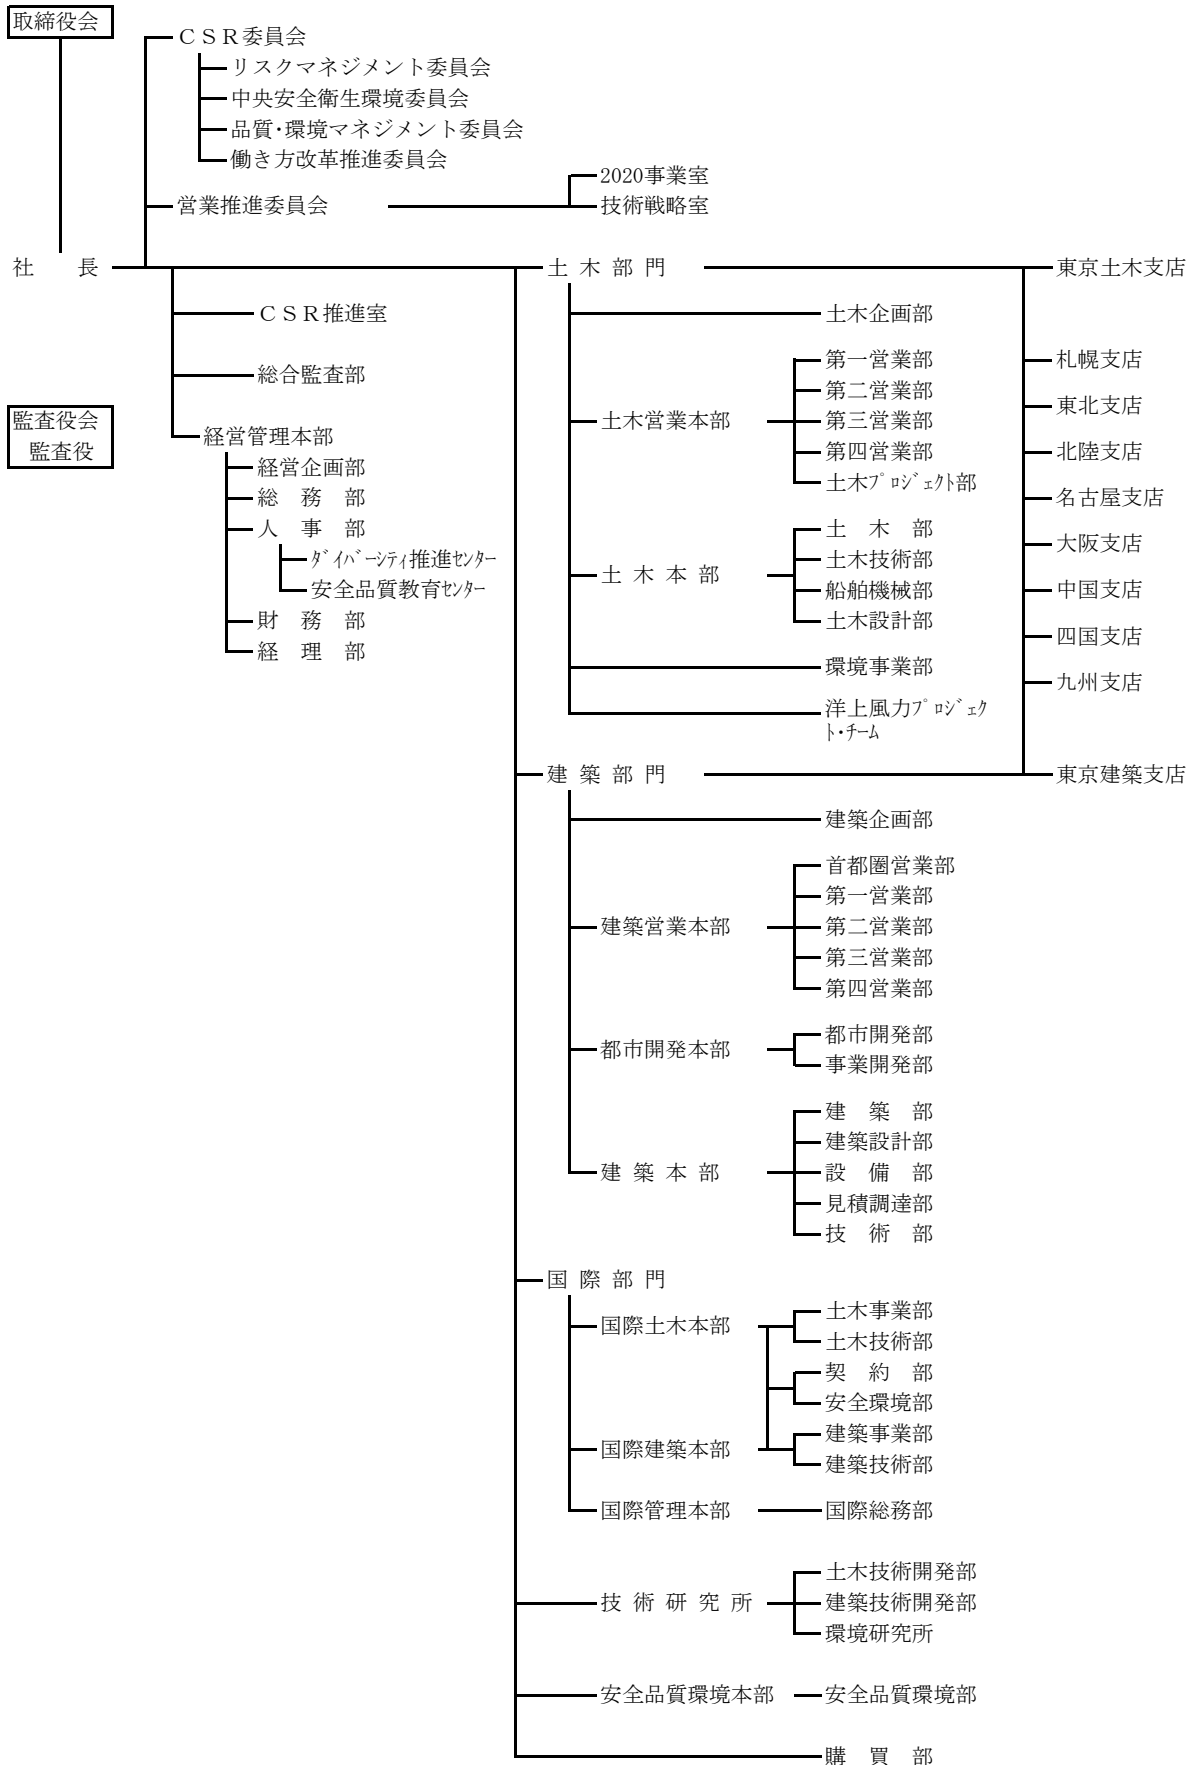 取締役会
ＣＳＲ委員会
リスクマネジメント委員会
中央安全衛生環境委員会
品質・環境マネジメント委員会
働き方改革推進委員会
2020事業室
営業推進委員会
技術戦略室
社　　長
土 木 部 門
東京土木支店
ＣＳＲ推進室
総合監査部
監査役会
監査役
経営管理本部
経営企画部
総　務　部
人　事　部
ﾀﾞｲﾊﾞｰｼﾃｨ推進ｾﾝﾀｰ
安全品質教育ｾﾝﾀｰ
財　務　部
経　理　部
土木企画部
土木営業本部
第一営業部
第二営業部
第三営業部
第四営業部
土木ﾌﾟﾛｼﾞｪｸﾄ部
土 木 本 部
土　木　部
土木技術部
船舶機械部
土木設計部
環境事業部
洋上風力ﾌﾟﾛｼﾞｪｸ
ﾄ・ﾁｰﾑ
札幌支店
東北支店
北陸支店
名古屋支店
大阪支店
中国支店
四国支店
九州支店
建 築 部 門
東京建築支店
建築企画部
建築営業本部
首都圏営業部
第一営業部
第二営業部
第三営業部
第四営業部
都市開発本部
都市開発部
事業開発部
建 築 本 部
建　築　部
建築設計部
設　備　部
見積調達部
技　術　部
国 際 部 門
国際土木本部
土木事業部
土木技術部
契　約　部
安全環境部
国際建築本部
建築事業部
建築技術部
国際管理本部
国際総務部
技 術 研 究 所
土木技術開発部
建築技術開発部
環境研究所
安全品質環境本部
安全品質環境部
購　買　部